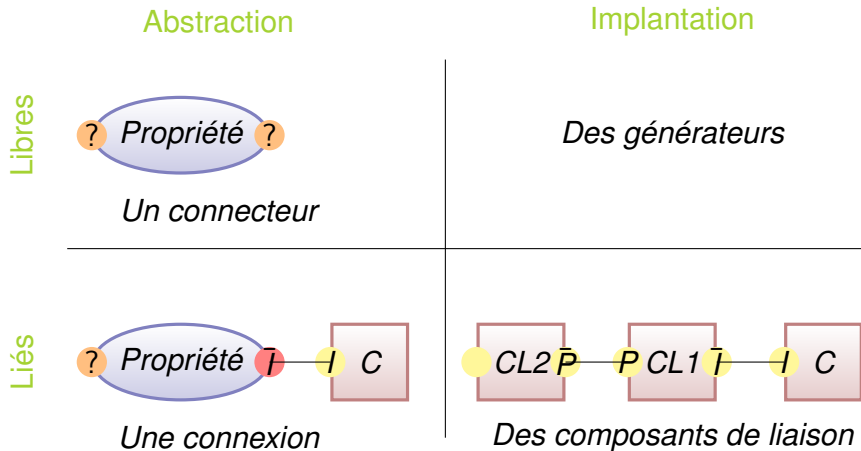 Abstraction
Implantation
Libres
? Propriété ?
Des générateurs
Un connecteur
Liés
? Propriété Ī I C
CL2 P̄ P CL1 Ī I C
Une connexion
Des composants de liaison